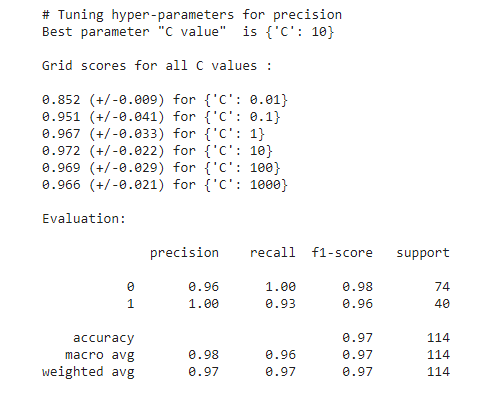 # Tuning hyper-parameters for precision
Best parameter "C value"  is {'C': 10}
Grid scores for all C values :
0.852 (+/-0.009) for {'C': 0.01}
0.951 (+/-0.041) for {'C': 0.1}
0.967 (+/-0.033) for {'C': 1}
0.972 (+/-0.022) for {'C': 10}
0.969 (+/-0.029) for {'C': 100}
0.966 (+/-0.021) for {'C': 1000}
Evaluation:
precision    recall  f1-score   support
0       0.96      1.00      0.98        74
1       1.00      0.93      0.96        40
accuracy                           0.97       114
macro avg       0.98      0.96      0.97       114
weighted avg       0.97      0.97      0.97       114